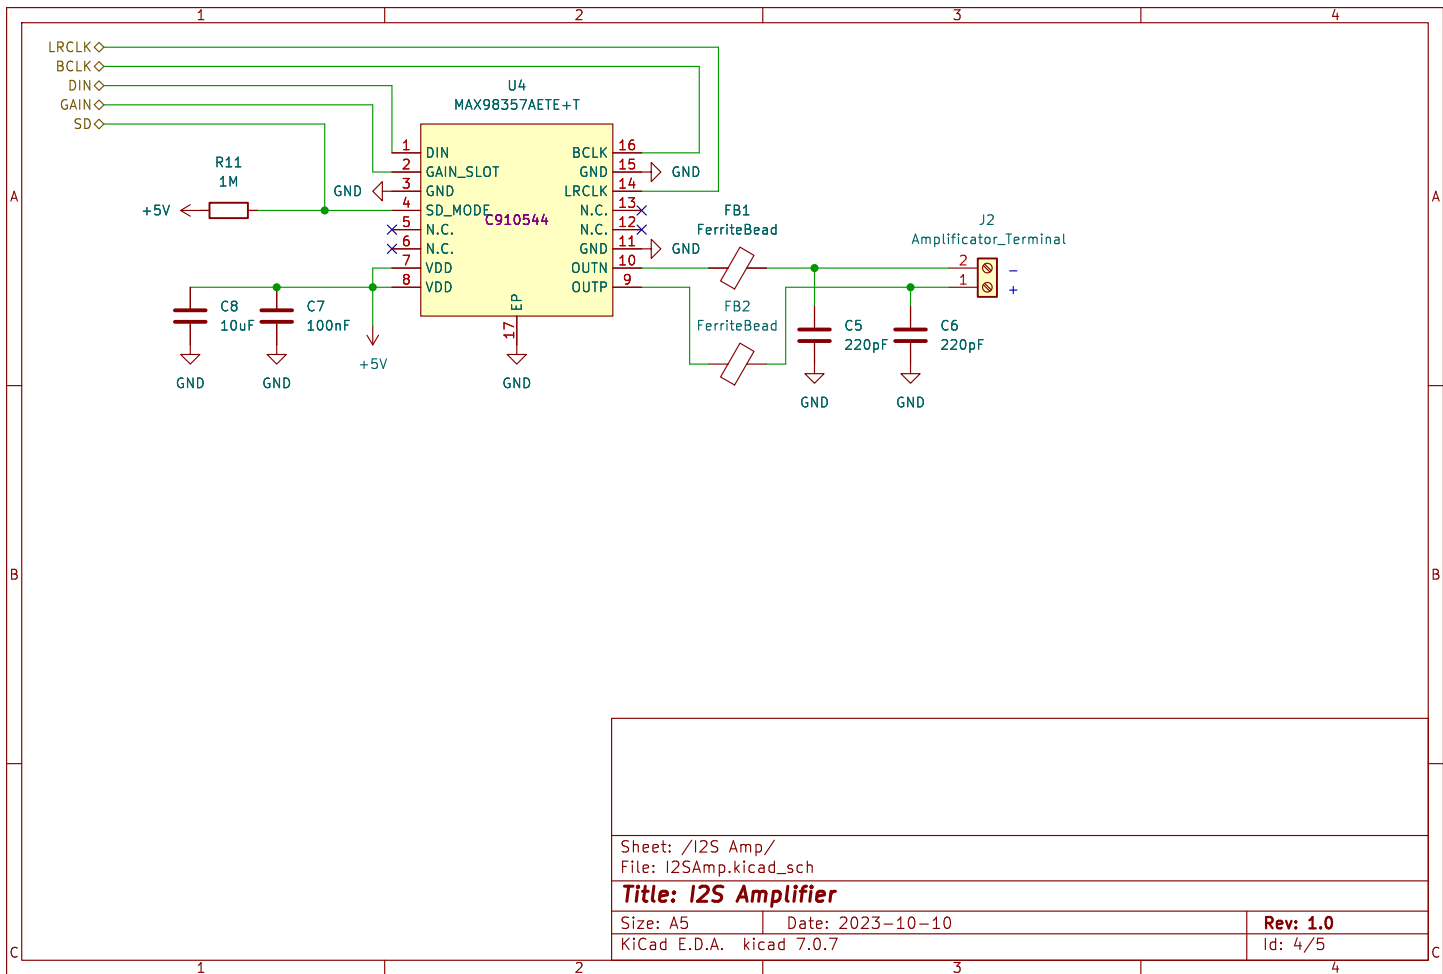 1 2 3 4
LRCLK
BCLK
DIN
GAIN
SD
U4
MAX98357AETE+T
R11
1M
+5V
GND
1 DIN
2 GAIN_SLOT
3 GND
4 SD_MODE
5 N.C.
6 N.C.
7 VDD
8 VDD
C910544
BCLK 16
GND 15
LRCLK 14
N.C. 13
N.C. 12
GND 11
OUTN 10
OUTP 9
EP
17
GND
GND
GND
FB1
FerriteBead
FB2
FerriteBead
J2
Amplificator_Terminal
2 -
1 +
C8
10uF
GND
C7
100nF
GND
+5V
C5
220pF
GND
C6
220pF
GND
A A
B B
C C
Sheet: /I2S Amp/
File: I2SAmp.kicad_sch
Title: I2S Amplifier
Size: A5 Date: 2023-10-10 Rev: 1.0
KiCad E.D.A. kicad 7.0.7 Id: 4/5
1 2 3 4